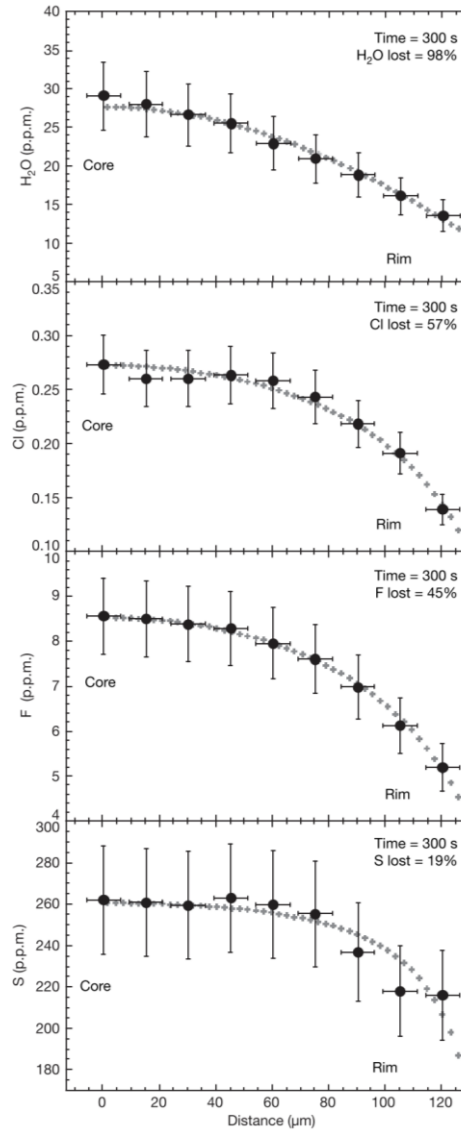 40
35
30
25
20
15
10
5
H₂O (p.p.m.)
Time = 300 s
H₂O lost = 98%
Core
Rim
0.35
0.30
0.25
0.20
0.15
0.10
Cl (p.p.m.)
Time = 300 s
Cl lost = 57%
Core
Rim
10
9
8
7
6
5
4
F (p.p.m.)
Time = 300 s
F lost = 45%
Core
Rim
300
280
260
240
220
200
180
170
S (p.p.m.)
Time = 300 s
S lost = 19%
Core
Rim
0 20 40 60 80 100 120
Distance (μm)